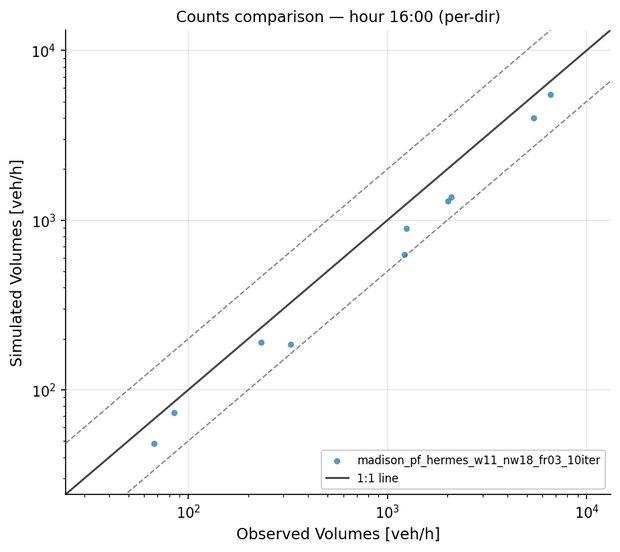 Counts comparison — hour 16:00 (per-dir)
Simulated Volumes [veh/h]
10⁴
10³
10²
madison_pf_hermes_w11_nw18_fr03_10iter
1:1 line
10² 10³ 10⁴
Observed Volumes [veh/h]